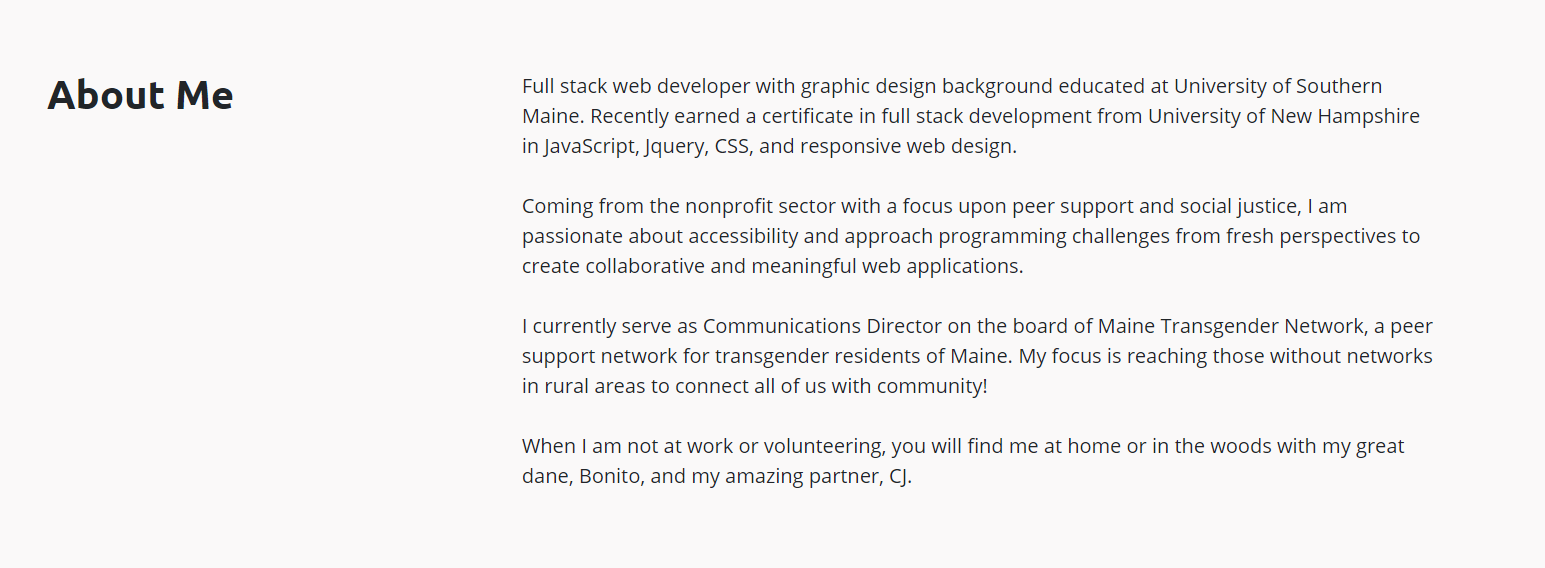 About Me
Full stack web developer with graphic design background educated at University of Southern
Maine. Recently earned a certificate in full stack development from University of New Hampshire
in JavaScript, Jquery, CSS, and responsive web design.
Coming from the nonprofit sector with a focus upon peer support and social justice, I am
passionate about accessibility and approach programming challenges from fresh perspectives to
create collaborative and meaningful web applications.
I currently serve as Communications Director on the board of Maine Transgender Network, a peer
support network for transgender residents of Maine. My focus is reaching those without networks
in rural areas to connect all of us with community!
When I am not at work or volunteering, you will find me at home or in the woods with my great
dane, Bonito, and my amazing partner, CJ.